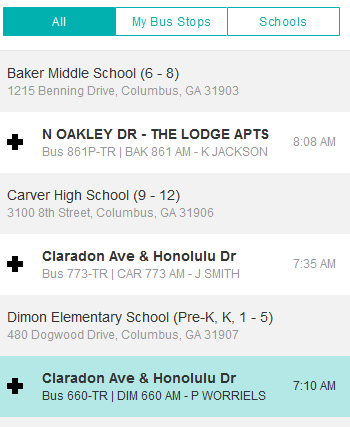 All
My Bus Stops
Schools
Baker Middle School (6 - 8)
1215 Benning Drive, Columbus, GA 31903
N OAKLEY DR - THE LODGE APTS
8:08 AM
Bus 861P-TR | BAK 861 AM - K JACKSON
Carver High School (9 - 12)
3100 8th Street, Columbus, GA 31906
Claradon Ave & Honolulu Dr
7:35 AM
Bus 773-TR | CAR 773 AM - J SMITH
Dimon Elementary School (Pre-K, K, 1 - 5)
480 Dogwood Drive, Columbus, GA 31907
Claradon Ave & Honolulu Dr
7:10 AM
Bus 660-TR | DIM 660 AM - P WORRIELS